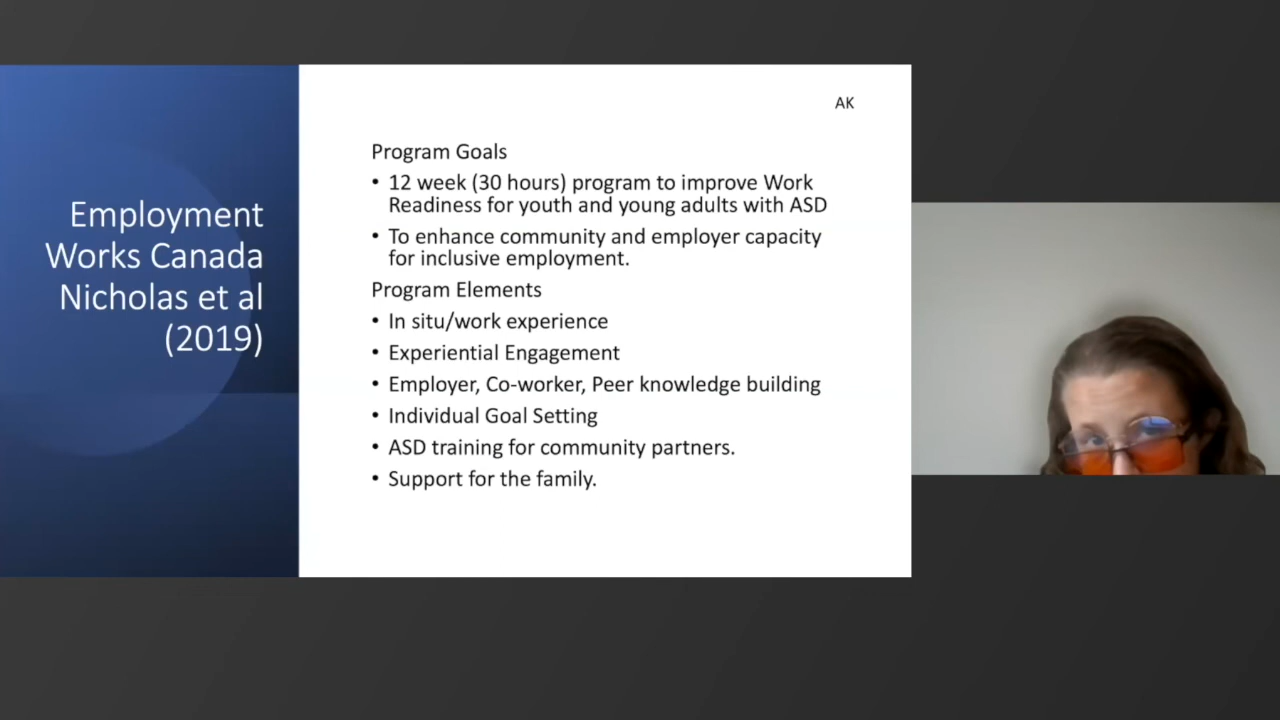 Employment
Works Canada
Nicholas et al
(2019)
AK
Program Goals
• 12 week (30 hours) program to improve Work
Readiness for youth and young adults with ASD
• To enhance community and employer capacity
for inclusive employment.
Program Elements
• In situ/work experience
• Experiential Engagement
• Employer, Co-worker, Peer knowledge building
• Individual Goal Setting
• ASD training for community partners.
• Support for the family.